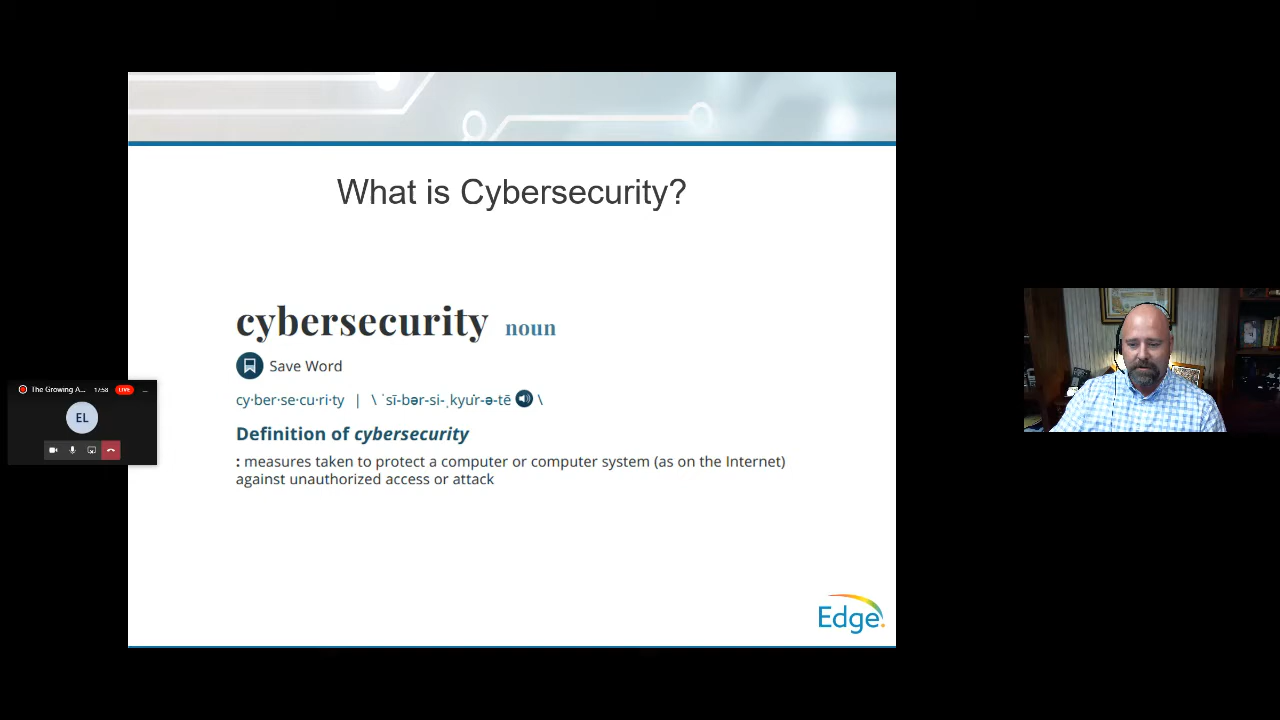 What is Cybersecurity?
cybersecurity noun
Save Word
cy·ber·se·cu·ri·ty | \ ˈsī-bər-si-ˌkyu̇r-ə-tē \
Definition of cybersecurity
: measures taken to protect a computer or computer system (as on the Internet)
against unauthorized access or attack
The Growing A... 17:58 LIVE
EL
Edge.